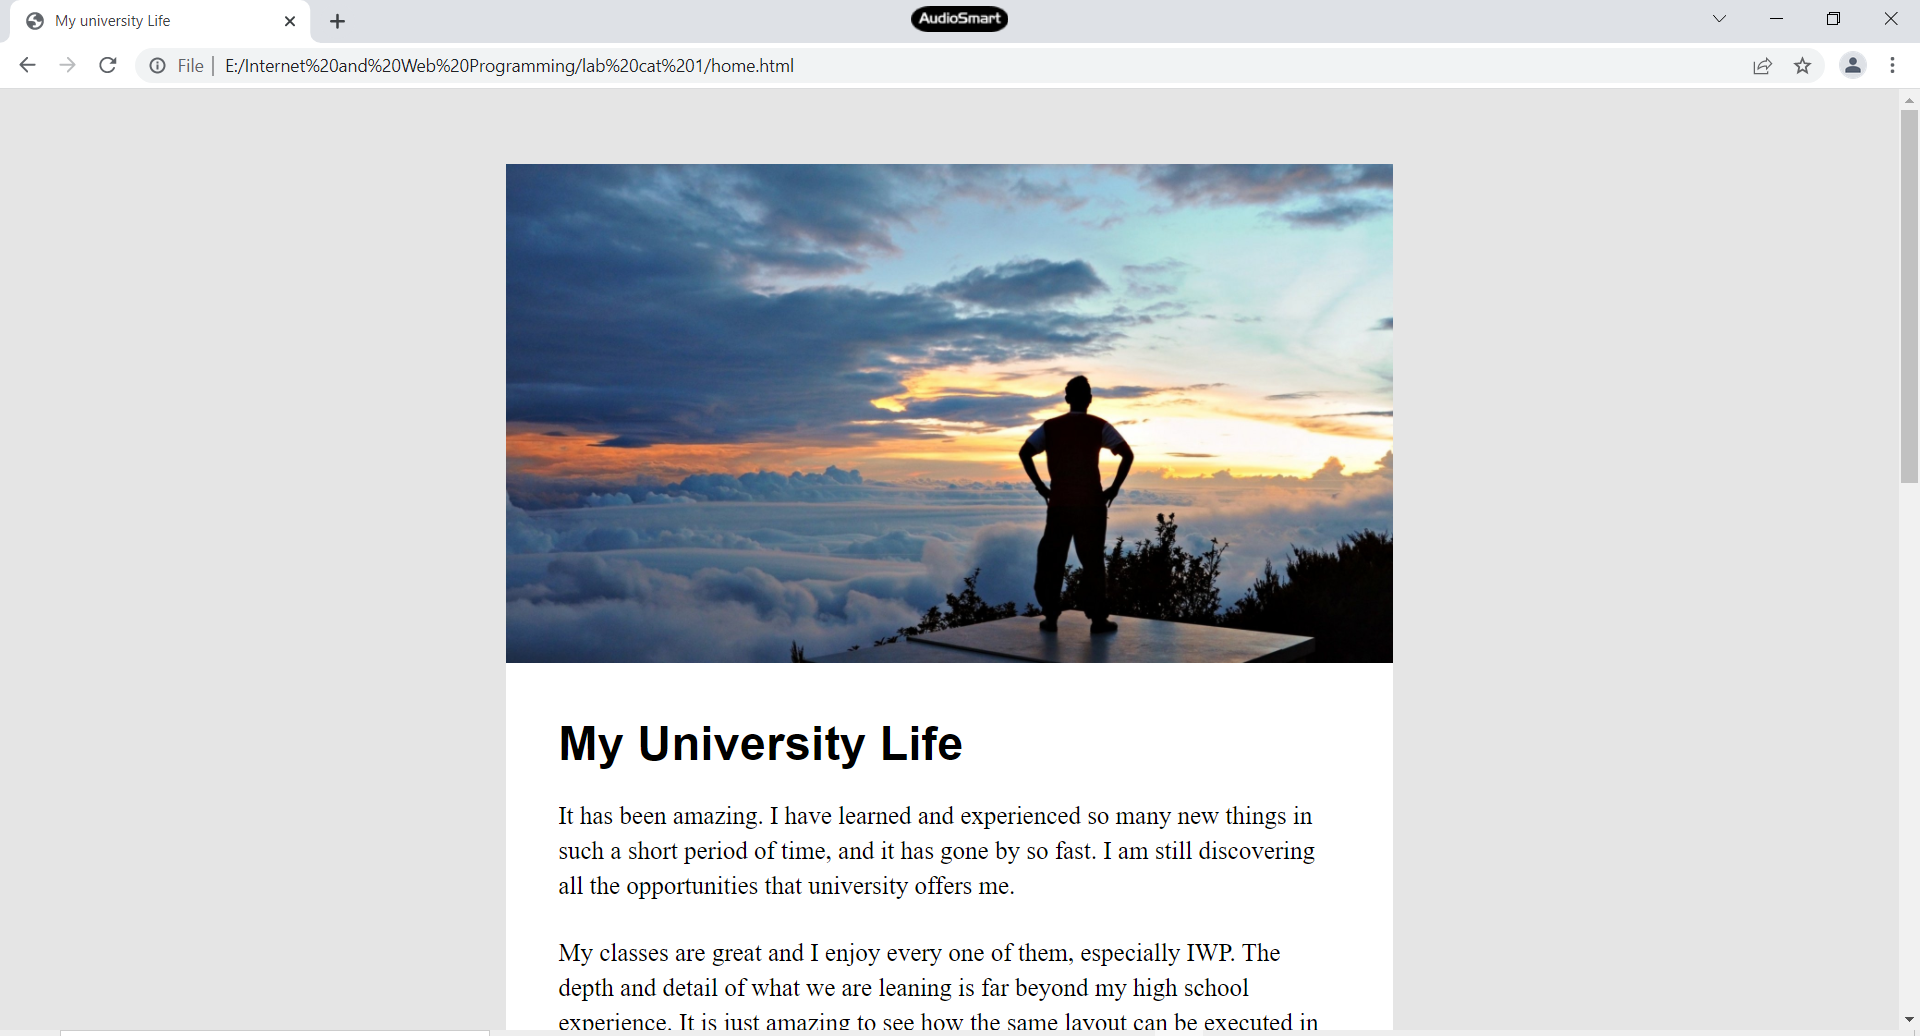 My university Life
AudioSmart
File
E:/Internet%20and%20Web%20Programming/lab%20cat%201/home.html
My University Life
It has been amazing. I have learned and experienced so many new things in
such a short period of time, and it has gone by so fast. I am still discovering
all the opportunities that university offers me.
My classes are great and I enjoy every one of them, especially IWP. The
depth and detail of what we are leaning is far beyond my high school
experience. It is just amazing to see how the same layout can be executed in